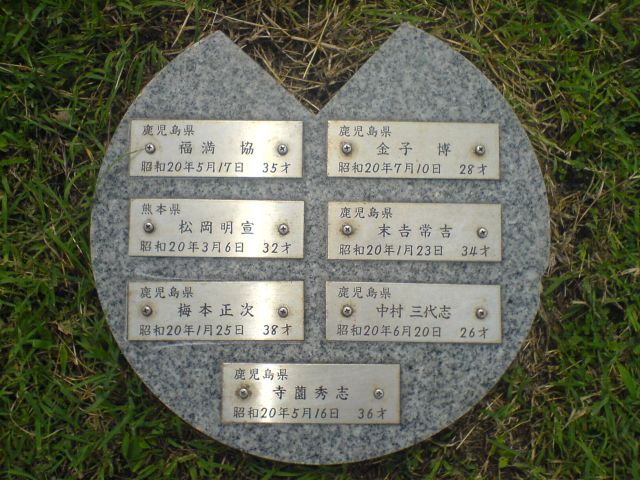 鹿児島県
福満 協
昭和20年5月17日 35才
鹿児島県
金子 博
昭和20年7月10日 28才
熊本県
松岡明宣
昭和20年3月6日 32才
鹿児島県
末吉常吉
昭和20年1月23日 34才
鹿児島県
梅本正次
昭和20年1月25日 38才
鹿児島県
中村 三代志
昭和20年6月20日 26才
鹿児島県
寺薗秀志
昭和20年5月16日 36才